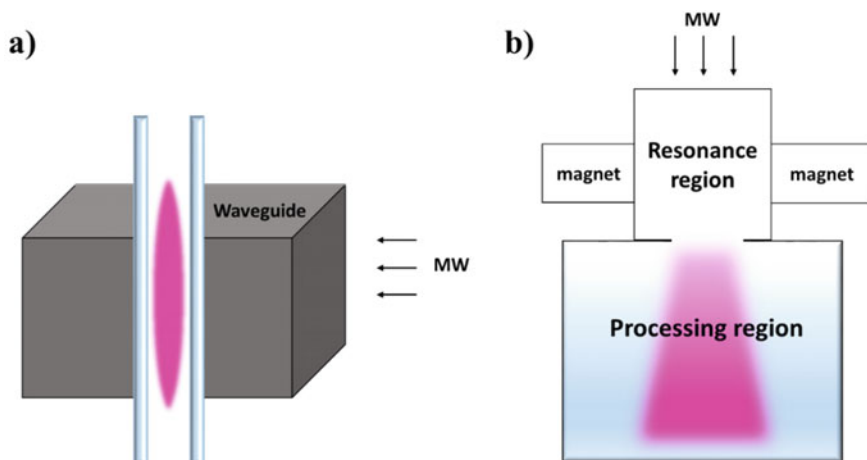 a)
Waveguide
MW
b)
MW
Resonance
region
magnet
magnet
Processing region